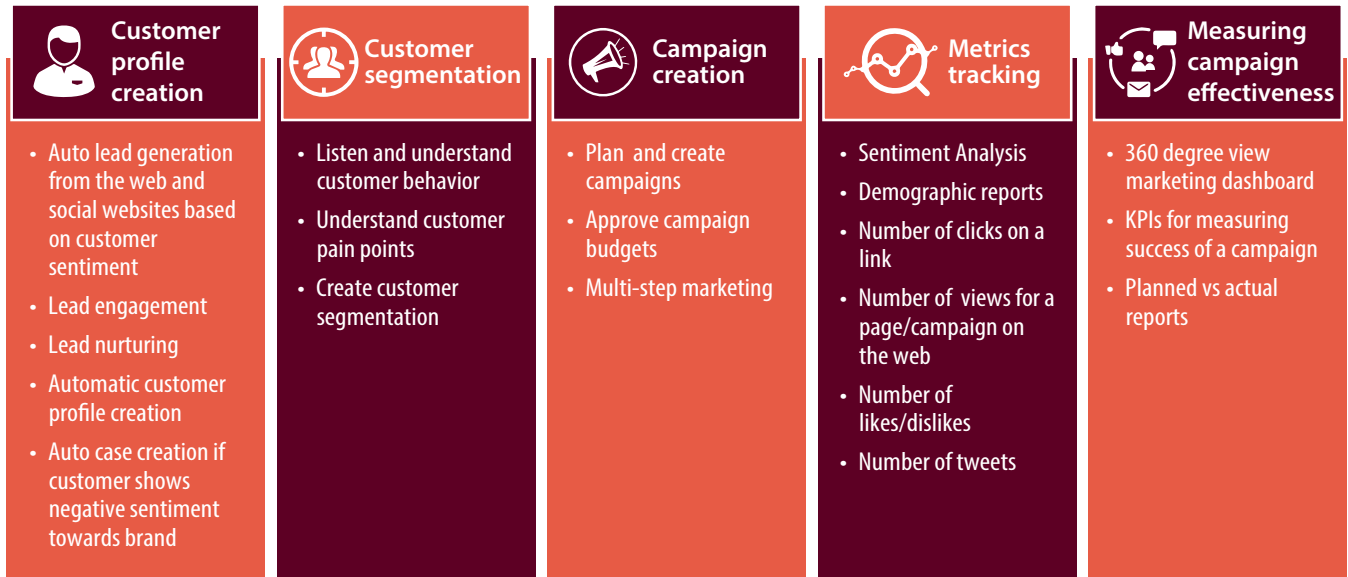 Customer
profile
creation
• Auto lead generation
from the web and
social websites based
on customer
sentiment
• Lead engagement
• Lead nurturing
• Automatic customer
profile creation
• Auto case creation if
customer shows
negative sentiment
towards brand
Customer
segmentation
• Listen and understand
customer behavior
• Understand customer
pain points
• Create customer
segmentation
Campaign
creation
• Plan and create
campaigns
• Approve campaign
budgets
• Multi-step marketing
Metrics
tracking
• Sentiment Analysis
• Demographic reports
• Number of clicks on a
link
• Number of views for a
page/campaign on
the web
• Number of
likes/dislikes
• Number of tweets
Measuring
campaign
effectiveness
• 360 degree view
marketing dashboard
• KPIs for measuring
success of a campaign
• Planned vs actual
reports